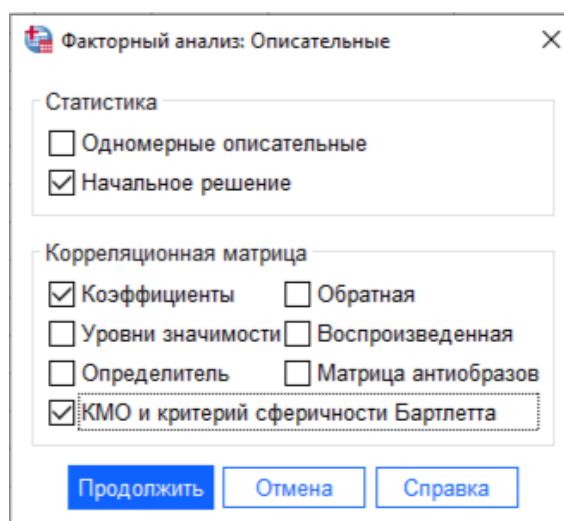 Факторный анализ: Описательные
Статистика
Одномерные описательные
Начальное решение
Корреляционная матрица
Коэффициенты Обратная
Уровни значимости Воспроизведенная
Определитель Матрица антиобразов
КМО и критерий сферичности Бартлетта
Продолжить Отмена Справка